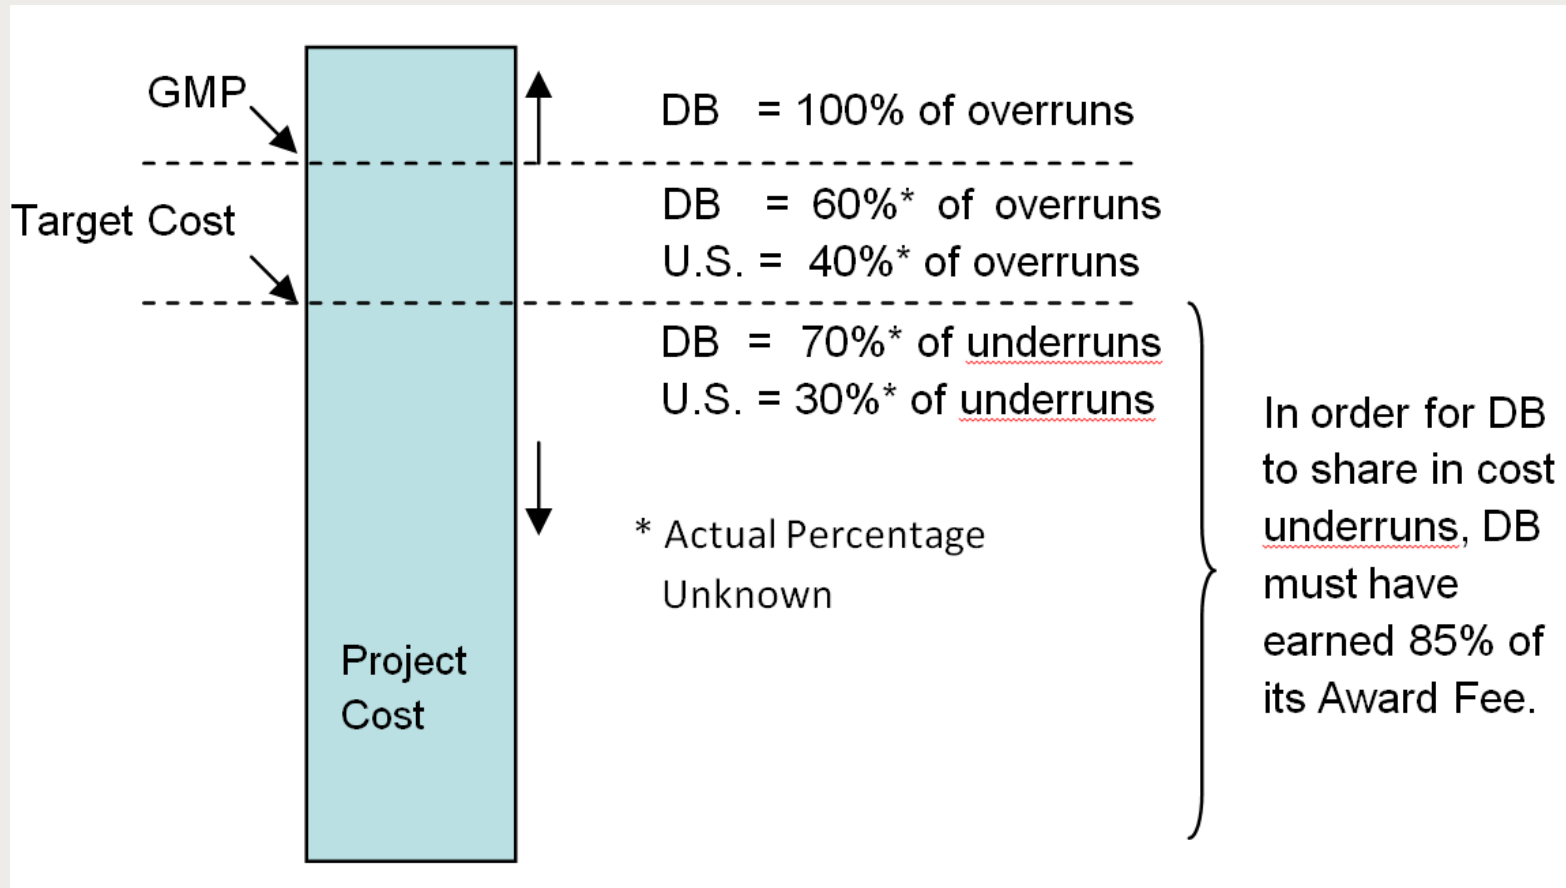 GMP
DB = 100% of overruns
Target Cost
DB = 60%* of overruns
U.S. = 40%* of overruns
DB = 70%* of underruns
U.S. = 30%* of underruns
* Actual Percentage
Unknown
In order for DB
to share in cost
underruns, DB
must have
earned 85% of
its Award Fee.
Project
Cost